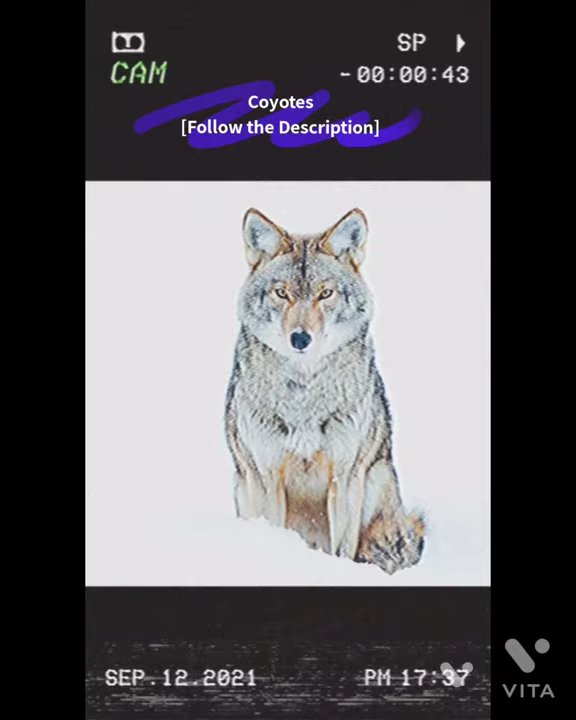 SP
CAM
-00:00:43
Coyotes
[Follow the Description]
SEP.12.2021
PM 17:37
VITA